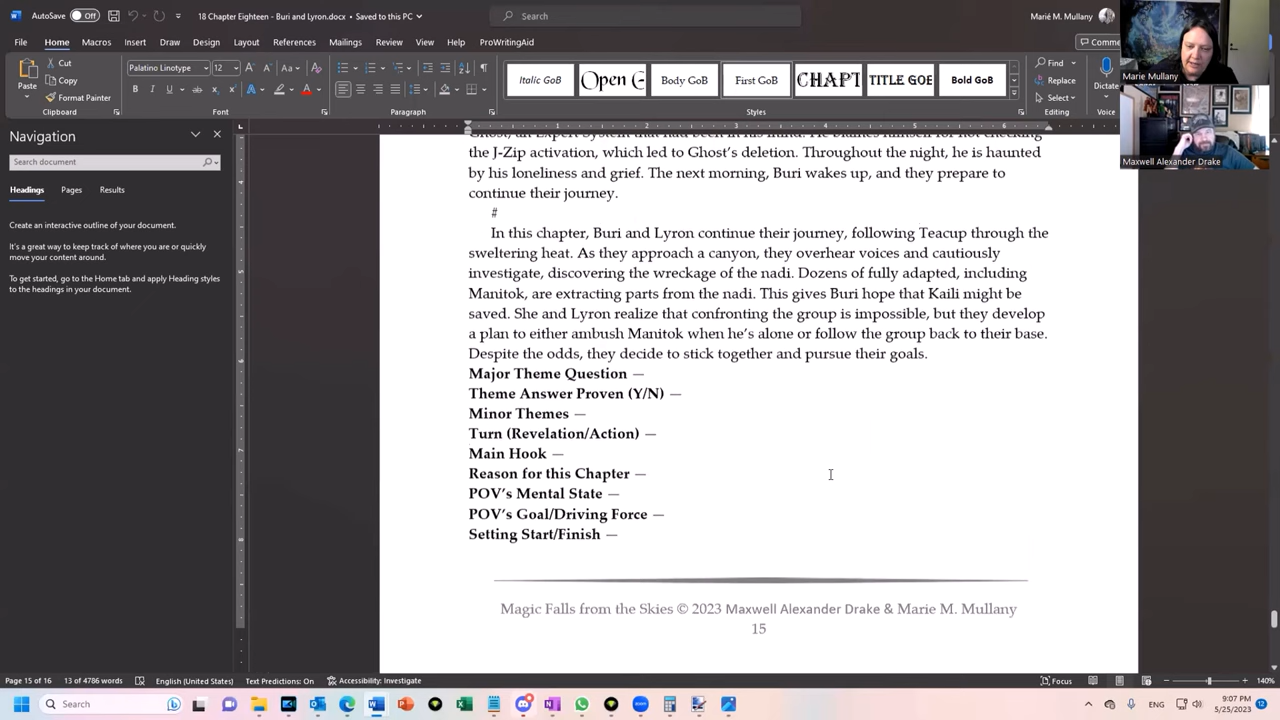 AutoSave Off 18 Chapter Eighteen - Buri and Lyron.docx • Saved to this PC Search Marié M. Mullany
File Home Macros Insert Draw Design Layout References Mailings Review View Help ProWritingAid
Paste Cut Copy Format Painter Clipboard
Palatino Linotype 12 Font Paragraph
Italic GoB Body GoB First GoB Bold GoB Styles
Find Replace Select Editing Dictate
Marie Mullany
Maxwell Alexander Drake
Navigation
Search document
Headings Pages Results
Create an interactive outline of your document.
It's a great way to keep track of where you are or quickly
move your content around.
To get started, go to the Home tab and apply Heading styles
to the headings in your document.
the J-Zip activation, which led to Ghost's deletion. Throughout the night, he is haunted
by his loneliness and grief. The next morning, Buri wakes up, and they prepare to
continue their journey.
#
In this chapter, Buri and Lyron continue their journey, following Teacup through the
sweltering heat. As they approach a canyon, they overhear voices and cautiously
investigate, discovering the wreckage of the nadi. Dozens of fully adapted, including
Manitok, are extracting parts from the nadi. This gives Buri hope that Kaili might be
saved. She and Lyron realize that confronting the group is impossible, but they develop
a plan to either ambush Manitok when he's alone or follow the group back to their base.
Despite the odds, they decide to stick together and pursue their goals.
Major Theme Question —
Theme Answer Proven (Y/N) —
Minor Themes —
Turn (Revelation/Action) —
Main Hook —
Reason for this Chapter —
POV's Mental State —
POV's Goal/Driving Force —
Setting Start/Finish —
Magic Falls from the Skies © 2023 Maxwell Alexander Drake & Marie M. Mullany
15
Page 15 of 16 13 of 4786 words English (United States) Text Predictions: On Accessibility: Investigate Focus 140%
Search ENG 9:07 PM
5/25/2023